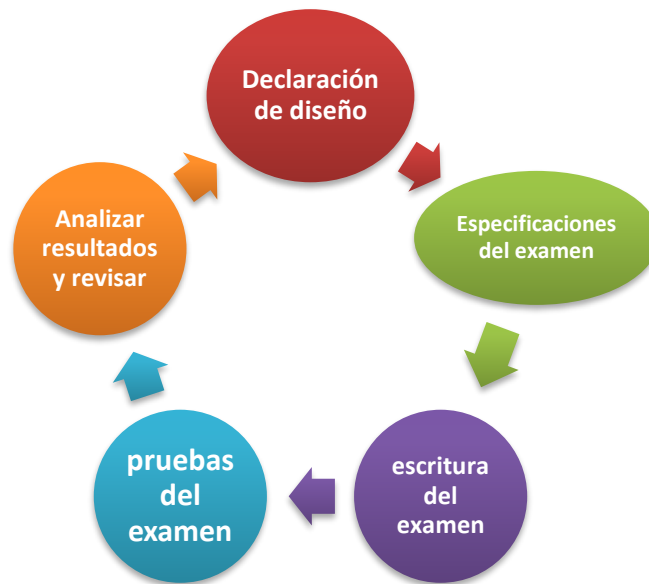 Declaración
de diseño
Especificaciones
del examen
escritura
del
examen
pruebas
del
examen
Analizar
resultados
y revisar